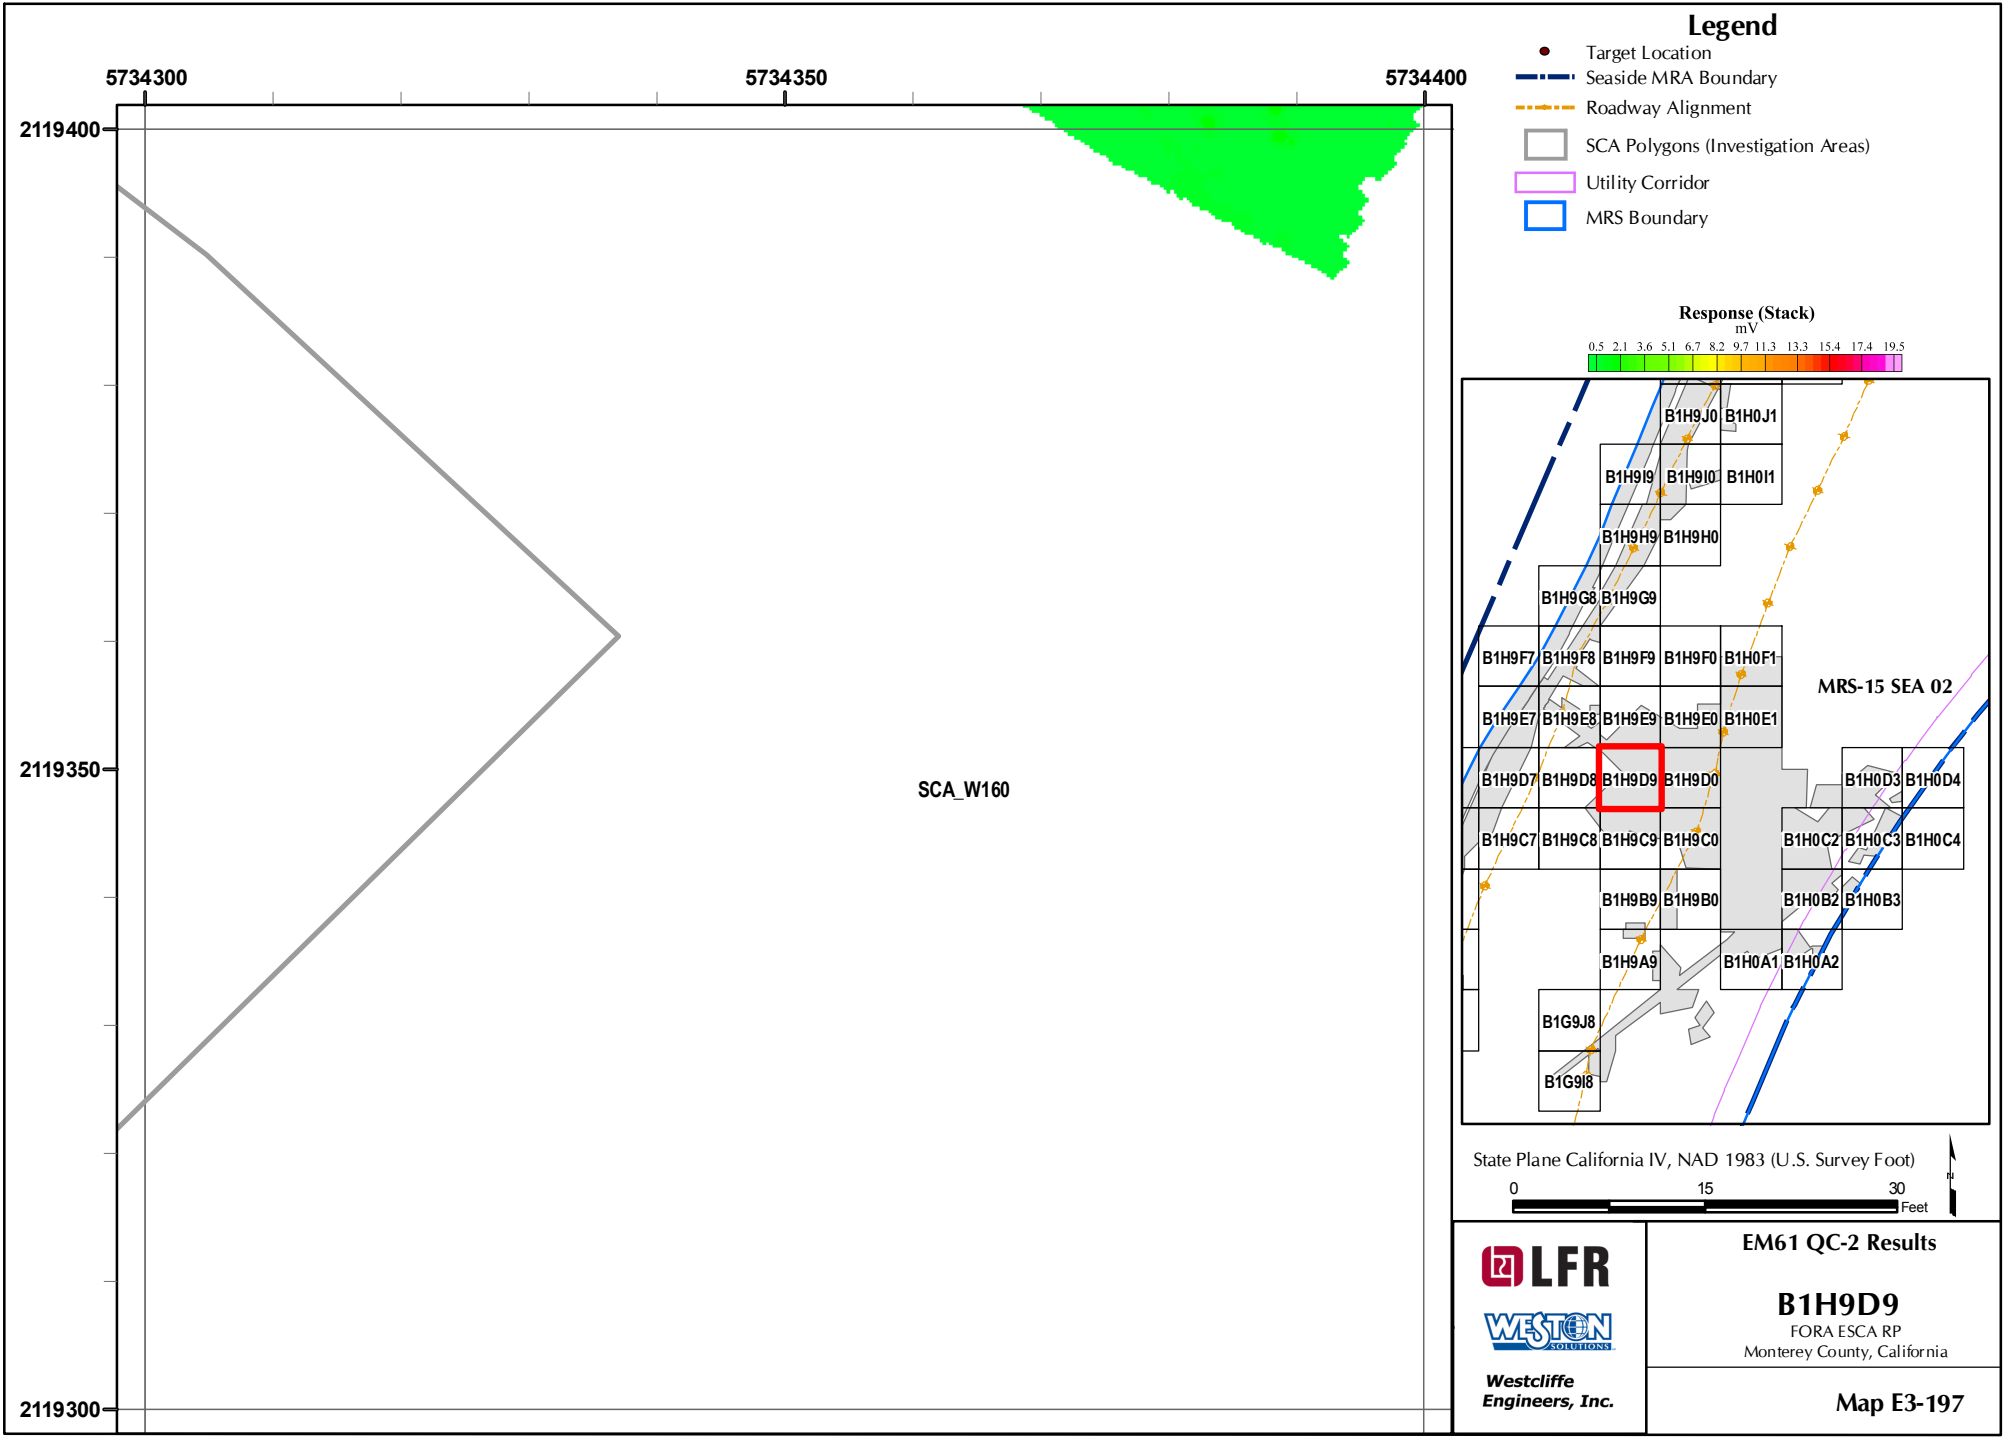 5734300
5734350
5734400
2119400
2119350
2119300
SCA_W160
Legend
Target Location
Seaside MRA Boundary
Roadway Alignment
SCA Polygons (Investigation Areas)
Utility Corridor
MRS Boundary
Response (Stack)
mV
0.5 2.1 3.6 5.1 6.7 8.2 9.7 11.3 13.3 15.4 17.4 19.5
B1H9J0 B1H0J1
B1H9I9 B1H9I0 B1H0I1
B1H9H9 B1H9H0
B1H9G8 B1H9G9
B1H9F7 B1H9F8 B1H9F9 B1H9F0 B1H0F1
MRS-15 SEA 02
B1H9E7 B1H9E8 B1H9E9 B1H9E0 B1H0E1
B1H9D7 B1H9D8 B1H9D9 B1H9D0 B1H0D3 B1H0D4
B1H9C7 B1H9C8 B1H9C9 B1H9C0 B1H0C2 B1H0C3 B1H0C4
B1H9B9 B1H9B0 B1H0B2 B1H0B3
B1H9A9 B1H0A1 B1H0A2
B1G9J8
B1G9I8
State Plane California IV, NAD 1983 (U.S. Survey Foot)
0 15 30
Feet
N
LFR
WESTON
SOLUTIONS
Westcliffe
Engineers, Inc.
EM61 QC-2 Results
B1H9D9
FORA ESCA RP
Monterey County, California
Map E3-197